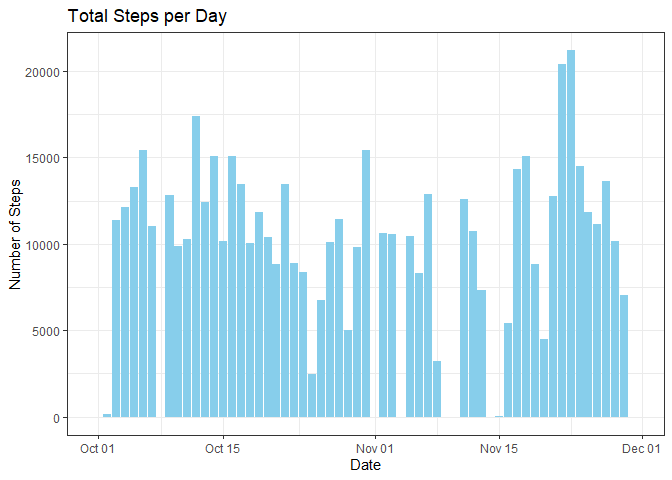 Total Steps per Day
20000
15000
10000
5000
0
Number of Steps
Oct 01 Oct 15 Nov 01 Nov 15 Dec 01
Date